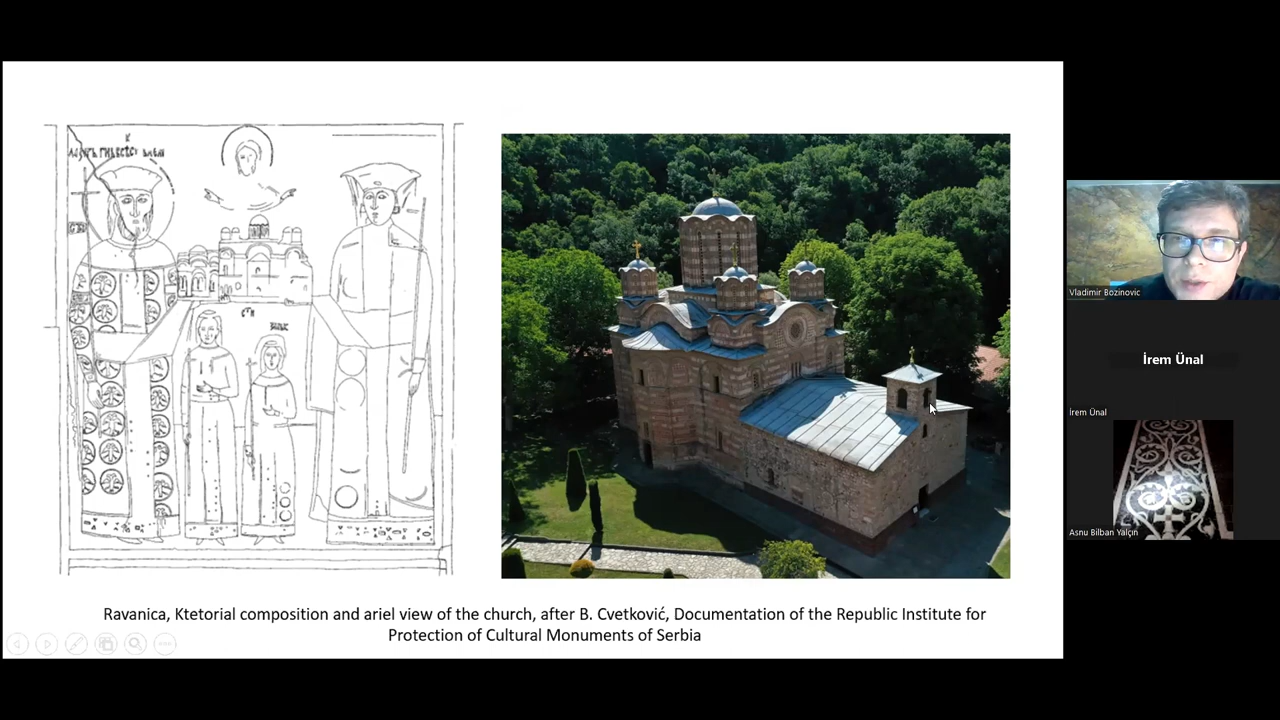 Ravanica, Ktetorial composition and ariel view of the church, after B. Cvetković, Documentation of the Republic Institute for
Protection of Cultural Monuments of Serbia
Vladimir Bozinovic
İrem Ünal
İrem Ünal
Asnu Bilban Yalçın